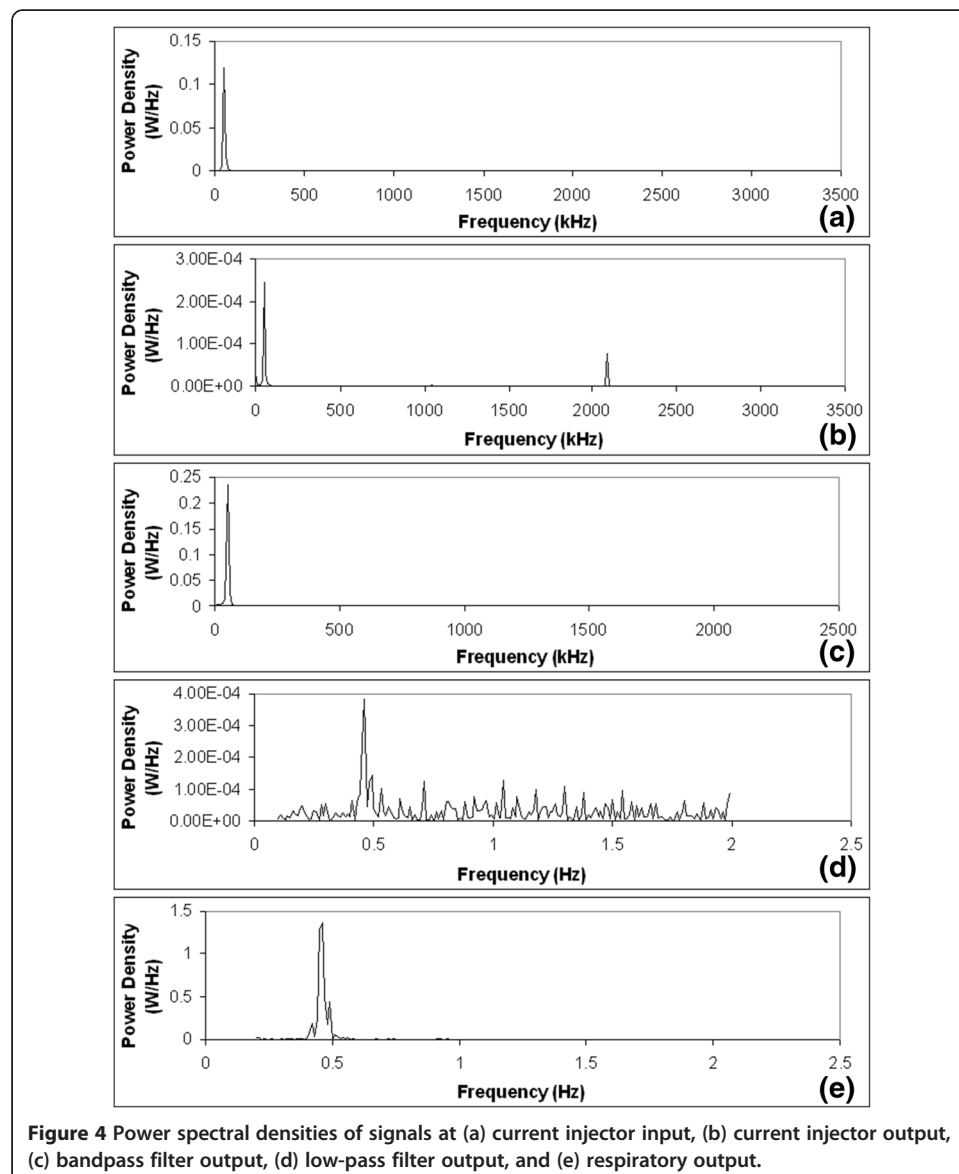 Power Density
(W/Hz)
0.15
0.1
0.05
0
0 500 1000 1500 2000 2500 3000 3500
Frequency (kHz)
(a)
Power Density
(W/Hz)
3.00E-04
2.00E-04
1.00E-04
0.00E+00
0 500 1000 1500 2000 2500 3000 3500
Frequency (kHz)
(b)
Power Density
(W/Hz)
0.25
0.2
0.15
0.1
0.05
0
0 500 1000 1500 2000 2500
Frequency (kHz)
(c)
Power Density
(W/Hz)
4.00E-04
3.00E-04
2.00E-04
1.00E-04
0.00E+00
0 0.5 1 1.5 2 2.5
Frequency (Hz)
(d)
Power Density
(W/Hz)
1.5
1
0.5
0
0 0.5 1 1.5 2 2.5
Frequency (Hz)
(e)
Figure 4 Power spectral densities of signals at (a) current injector input, (b) current injector output,
(c) bandpass filter output, (d) low-pass filter output, and (e) respiratory output.